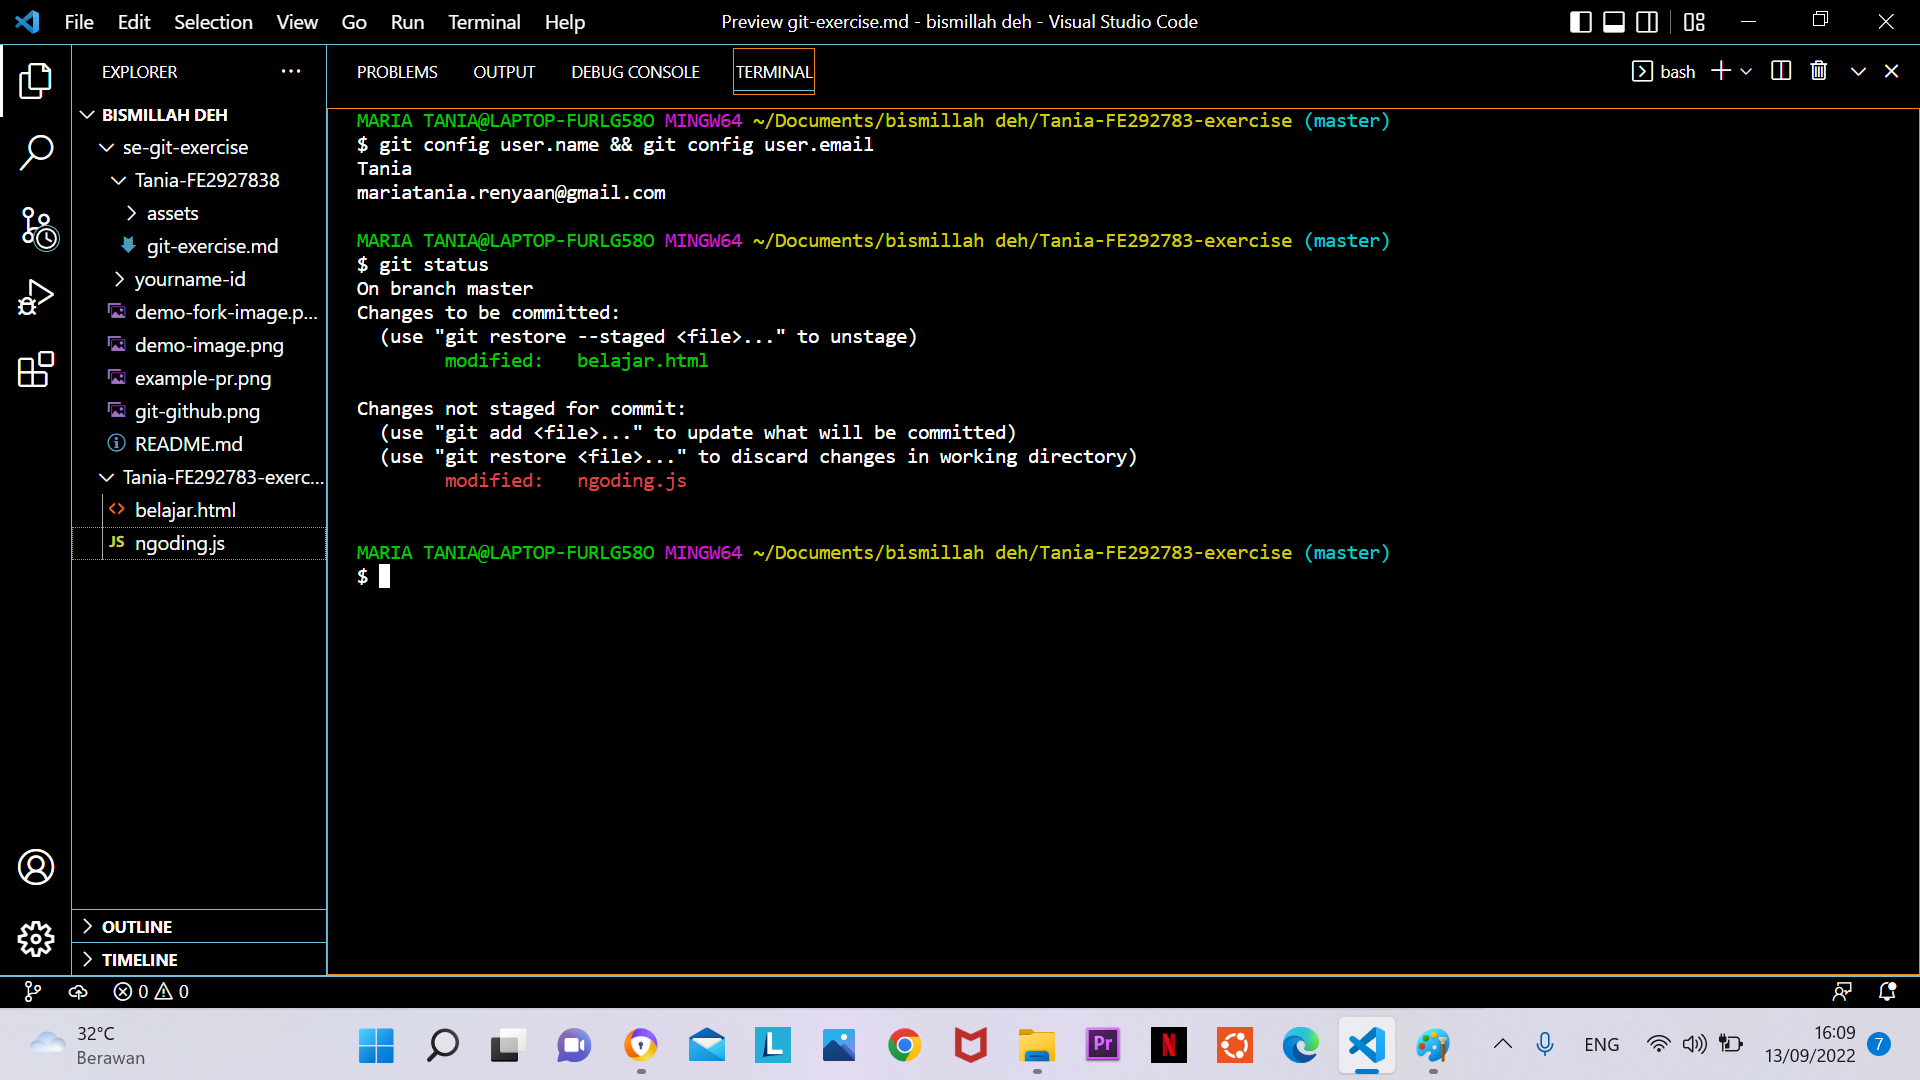 File Edit Selection View Go Run Terminal Help
Preview git-exercise.md - bismillah deh - Visual Studio Code
EXPLORER
BISMILLAH DEH
se-git-exercise
Tania-FE2927838
assets
git-exercise.md
yourname-id
demo-fork-image.p...
demo-image.png
example-pr.png
git-github.png
README.md
Tania-FE292783-exerc...
belajar.html
JS ngoding.js
OUTLINE
TIMELINE
PROBLEMS OUTPUT DEBUG CONSOLE TERMINAL
bash
MARIA TANIA@LAPTOP-FURLG58O MINGW64 ~/Documents/bismillah deh/Tania-FE292783-exercise (master)
$ git config user.name && git config user.email
Tania
mariatania.renyaan@gmail.com
MARIA TANIA@LAPTOP-FURLG58O MINGW64 ~/Documents/bismillah deh/Tania-FE292783-exercise (master)
$ git status
On branch master
Changes to be committed:
(use "git restore --staged <file>..." to unstage)
modified: belajar.html
Changes not staged for commit:
(use "git add <file>..." to update what will be committed)
(use "git restore <file>..." to discard changes in working directory)
modified: ngoding.js
MARIA TANIA@LAPTOP-FURLG58O MINGW64 ~/Documents/bismillah deh/Tania-FE292783-exercise (master)
$
0 0
32°C
Berawan
L
Pr
N
ENG
16:09
13/09/2022
7